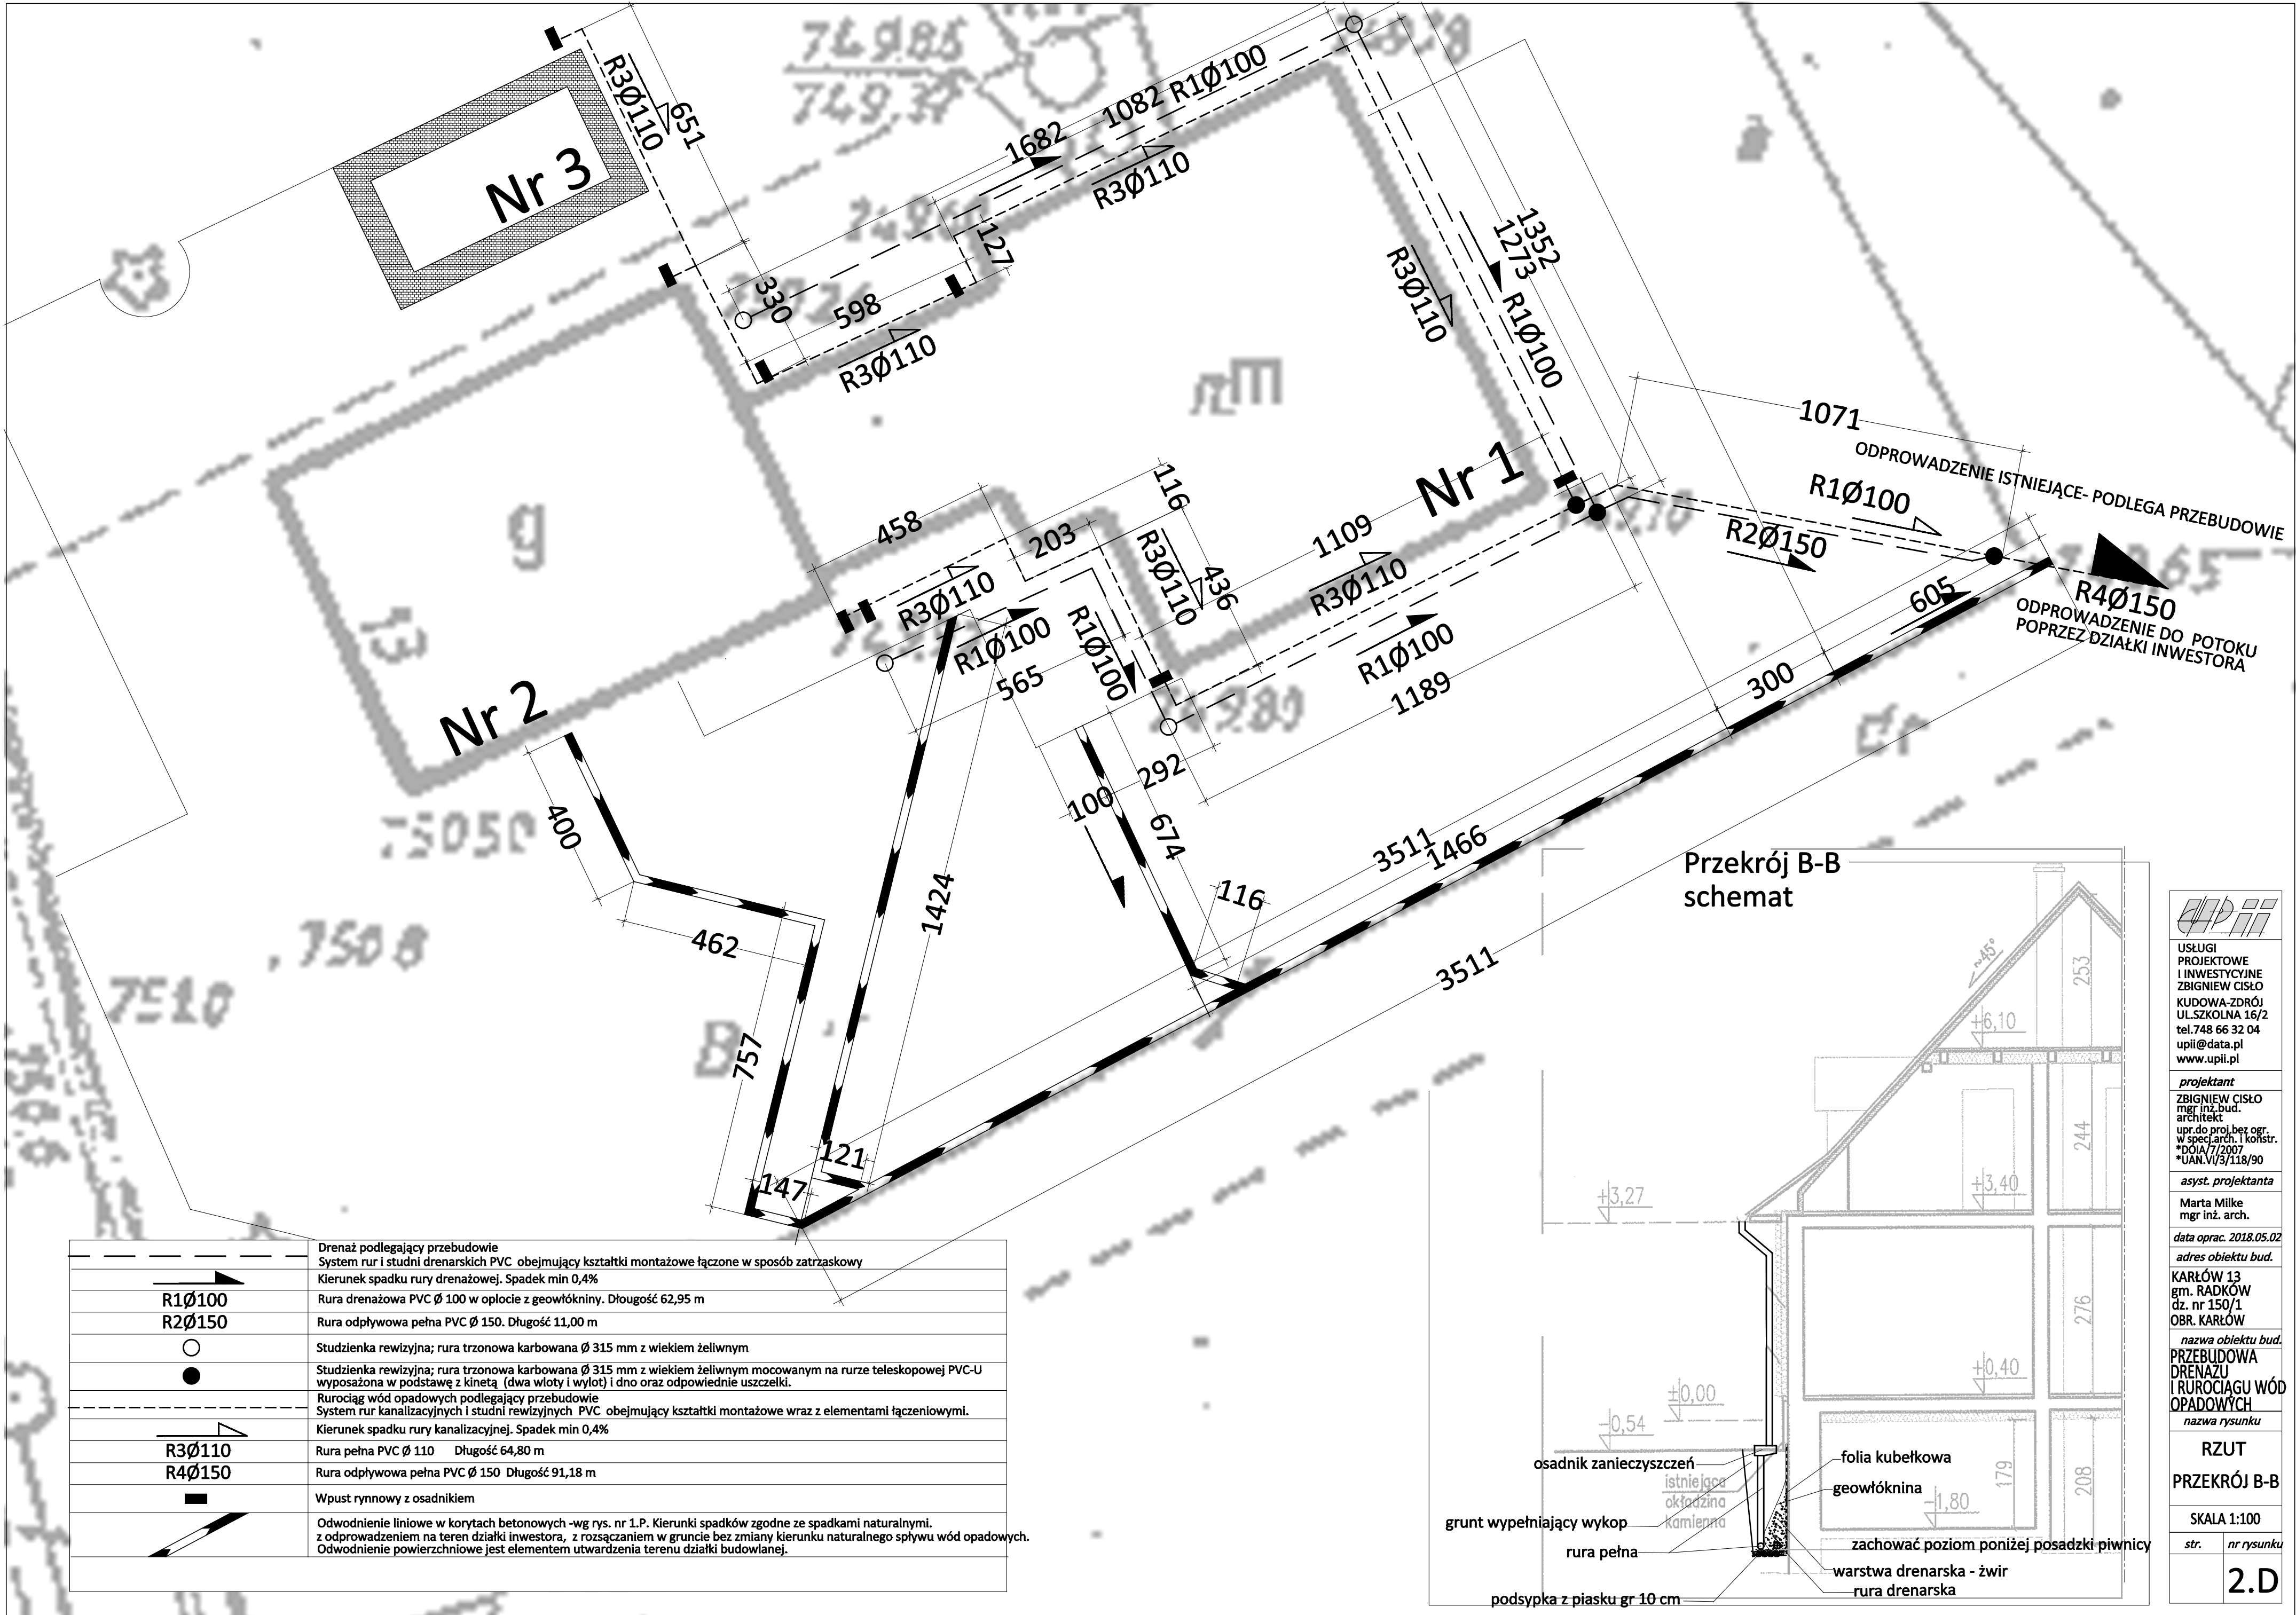 74985
749,37
R3Ø110
651
Nr 3
1682
1082
R1Ø100
R3Ø110
127
330
598
R3Ø110
1352
1273
R3Ø110
R1Ø100
m
g
Nr 1
1071
ODPROWADZENIE ISTNIEJĄCE- PODLEGA PRZEBUDOWIE
R1Ø100
R2Ø150
R4Ø150
ODPROWADZENIE DO POTOKU
POPRZEZ DZIAŁKI INWESTORA
605
300
458
203
116
R3Ø110
436
1109
R3Ø110
R3Ø110
R1Ø100
R1Ø100
R1Ø100
565
1189
74980
292
100
674
Nr 2
400
462
757
1424
121
147
116
3511
1466
3511
75050
7508
7510
B
Przekrój B-B
schemat
~45°
253
+6,10
244
+3,27
+3,40
276
+0,40
±0,00
-0,54
179
208
-1,80
osadnik zanieczyszczeń
istniejąca
okładzina
kamienna
grunt wypełniający wykop
rura pełna
podsypka z piasku gr 10 cm
folia kubełkowa
geowłóknina
zachować poziom poniżej posadzki piwnicy
warstwa drenarska - żwir
rura drenarska
Drenaż podlegający przebudowie
System rur i studni drenarskich PVC obejmujący kształtki montażowe łączone w sposób zatrzaskowy
Kierunek spadku rury drenażowej. Spadek min 0,4%
R1Ø100 Rura drenażowa PVC Ø 100 w oplocie z geowłókniny. Dłougość 62,95 m
R2Ø150 Rura odpływowa pełna PVC Ø 150. Długość 11,00 m
Studzienka rewizyjna; rura trzonowa karbowana Ø 315 mm z wiekiem żeliwnym
Studzienka rewizyjna; rura trzonowa karbowana Ø 315 mm z wiekiem żeliwnym mocowanym na rurze teleskopowej PVC-U
wyposażona w podstawę z kinetą (dwa wloty i wylot) i dno oraz odpowiednie uszczelki.
Rurociąg wód opadowych podlegający przebudowie
System rur kanalizacyjnych i studni rewizyjnych PVC obejmujący kształtki montażowe wraz z elementami łączeniowymi.
Kierunek spadku rury kanalizacyjnej. Spadek min 0,4%
R3Ø110 Rura pełna PVC Ø 110 Długość 64,80 m
R4Ø150 Rura odpływowa pełna PVC Ø 150 Długość 91,18 m
Wpust rynnowy z osadnikiem
Odwodnienie liniowe w korytach betonowych -wg rys. nr 1.P. Kierunki spadków zgodne ze spadkami naturalnymi.
z odprowadzeniem na teren działki inwestora, z rozsączaniem w gruncie bez zmiany kierunku naturalnego spływu wód opadowych.
Odwodnienie powierzchniowe jest elementem utwardzenia terenu działki budowlanej.
upii
USŁUGI
PROJEKTOWE
I INWESTYCYJNE
ZBIGNIEW CISŁO
KUDOWA-ZDRÓJ
UL.SZKOLNA 16/2
tel.748 66 32 04
upii@data.pl
www.upii.pl
projektant
ZBIGNIEW CISŁO
mgr inż.bud.
architekt
upr.do proj.bez ogr.
w specj.arch. i konstr.
*DOIA/7/2007
*UAN.VI/3/118/90
asyst. projektanta
Marta Milke
mgr inż. arch.
data oprac. 2018.05.02
adres obiektu bud.
KARŁÓW 13
gm. RADKÓW
dz. nr 150/1
OBR. KARŁÓW
nazwa obiektu bud.
PRZEBUDOWA
DRENAŻU
I RUROCIĄGU WÓD
OPADOWYCH
nazwa rysunku
RZUT
PRZEKRÓJ B-B
SKALA 1:100
str. nr rysunku
2.D